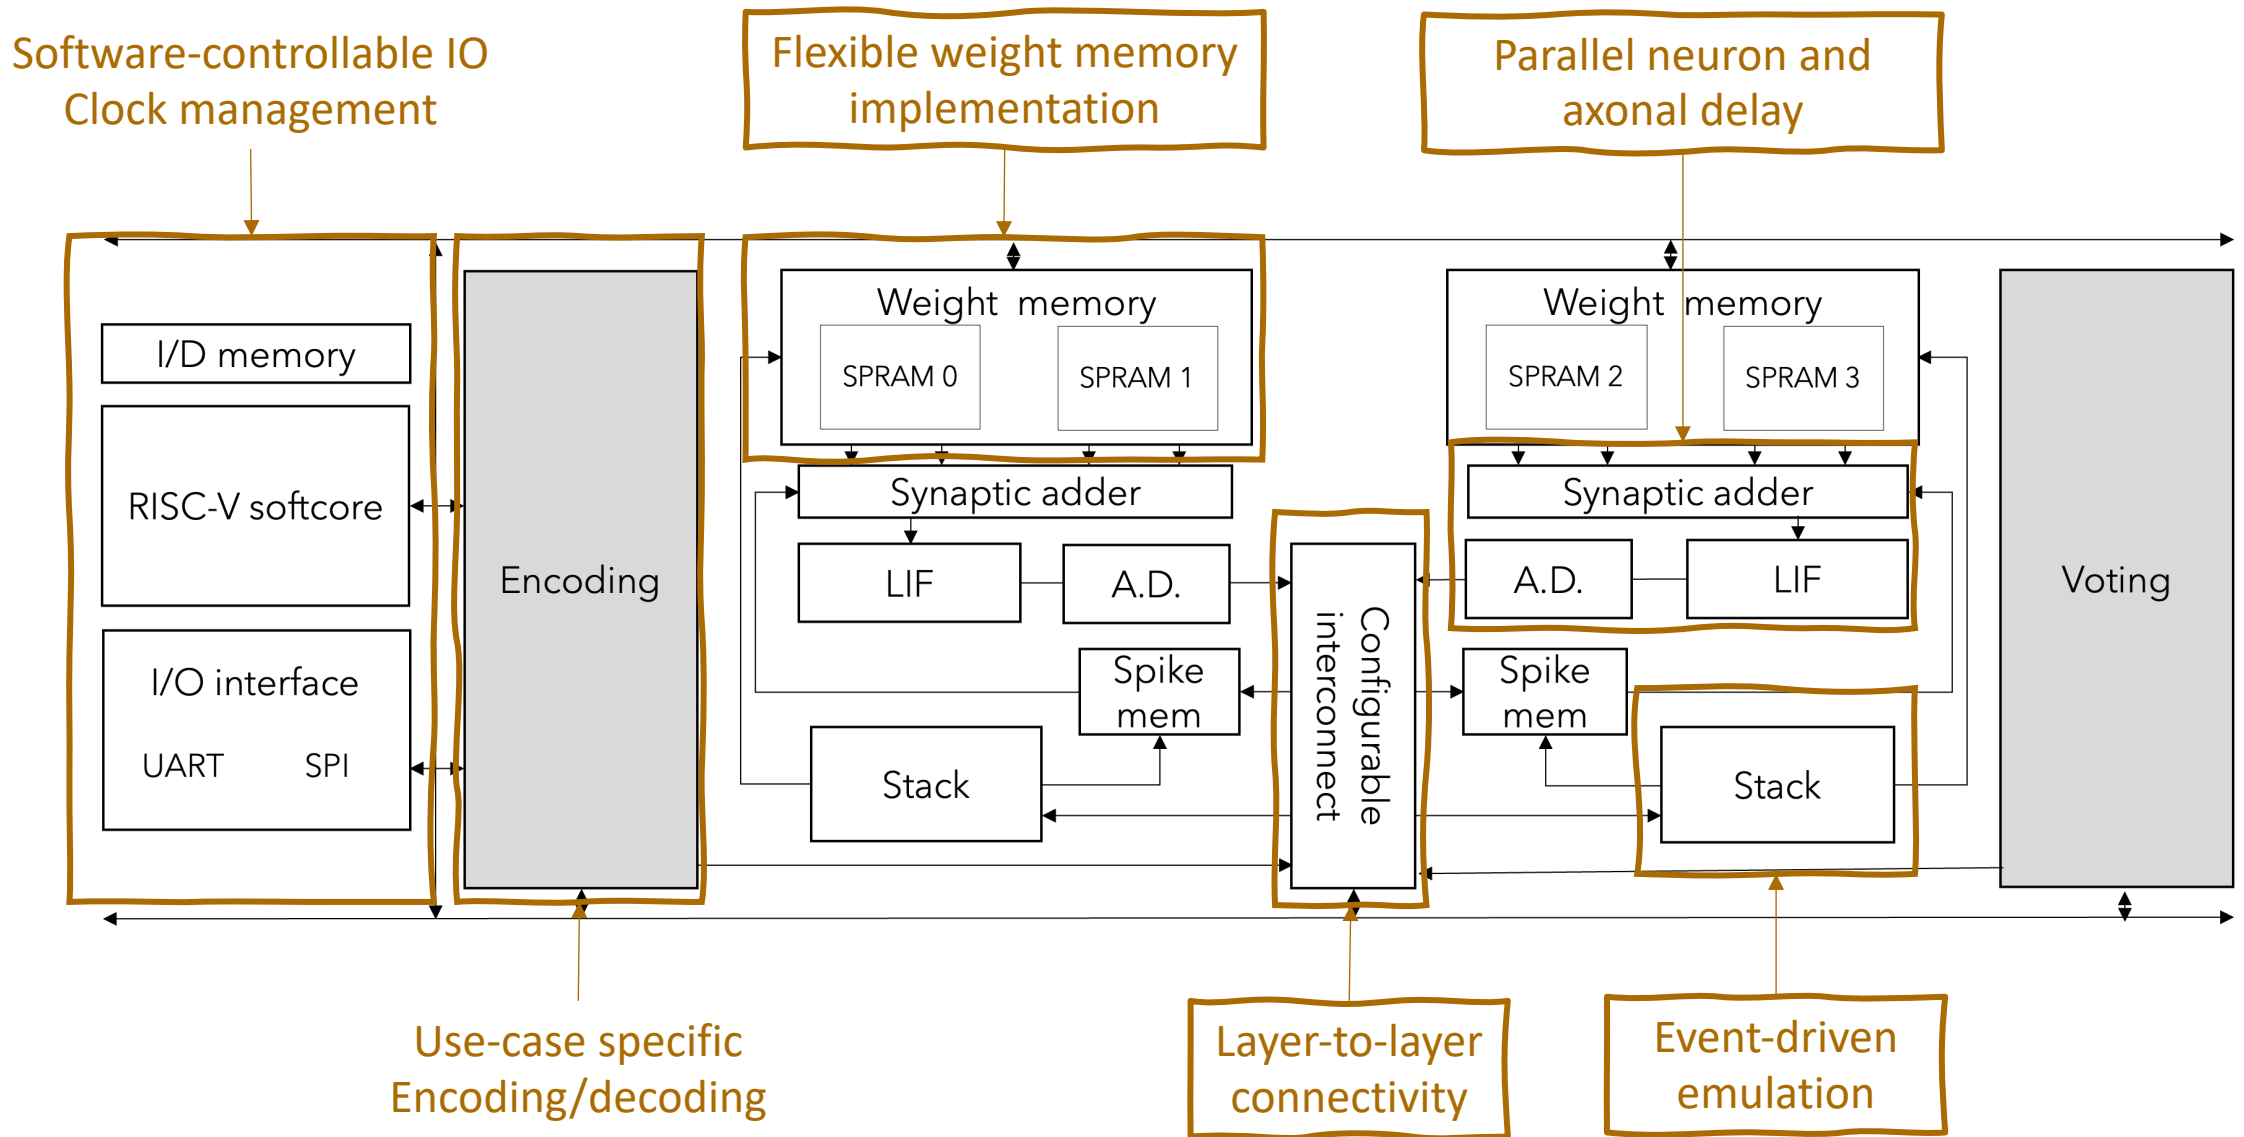 Software-controllable IO
Clock management
Flexible weight memory
implementation
Parallel neuron and
axonal delay
I/D memory
RISC-V softcore
I/O interface
UART SPI
Encoding
Weight memory
SPRAM 0 SPRAM 1
Synaptic adder
LIF A.D.
Spike
mem
Stack
Configurable
interconnect
Weight memory
SPRAM 2 SPRAM 3
Synaptic adder
A.D. LIF
Spike
mem
Stack
Voting
Use-case specific
Encoding/decoding
Layer-to-layer
connectivity
Event-driven
emulation